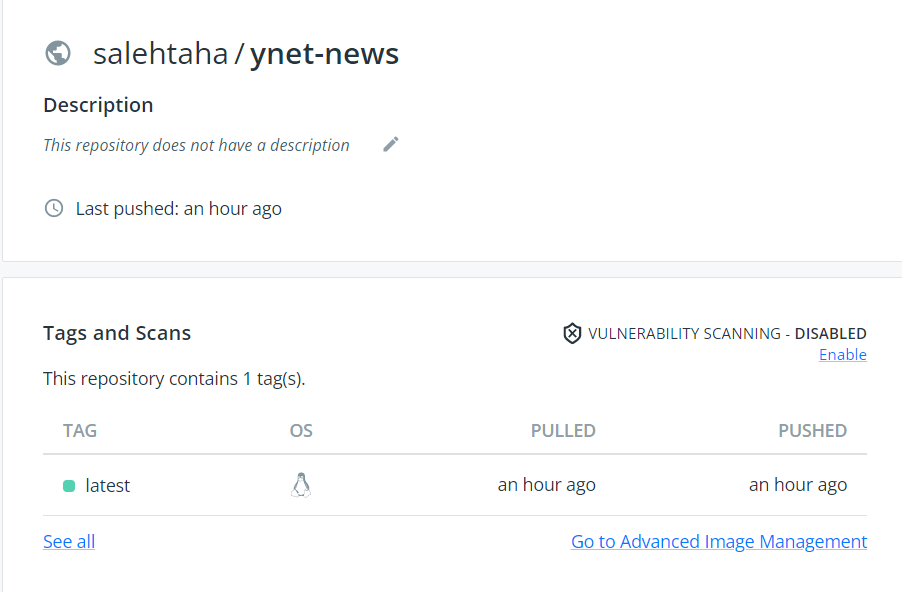 salehtaha / ynet-news
Description
This repository does not have a description
Last pushed: an hour ago
Tags and Scans
VULNERABILITY SCANNING - DISABLED
Enable
This repository contains 1 tag(s).
TAG OS PULLED PUSHED
latest an hour ago an hour ago
See all Go to Advanced Image Management